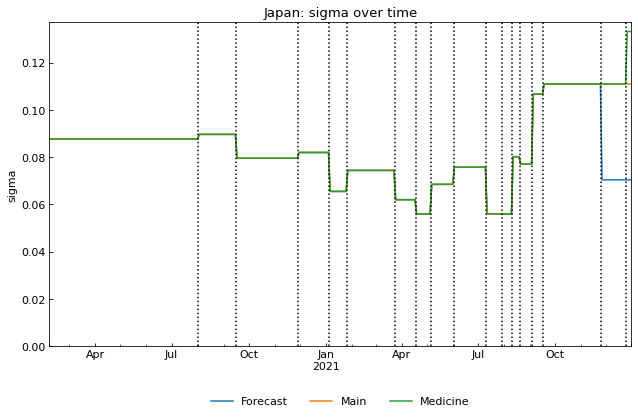 Japan: sigma over time
sigma
0.12
0.10
0.08
0.06
0.04
0.02
0.00
Apr Jul Oct Jan Apr Jul Oct
2021
Forecast Main Medicine